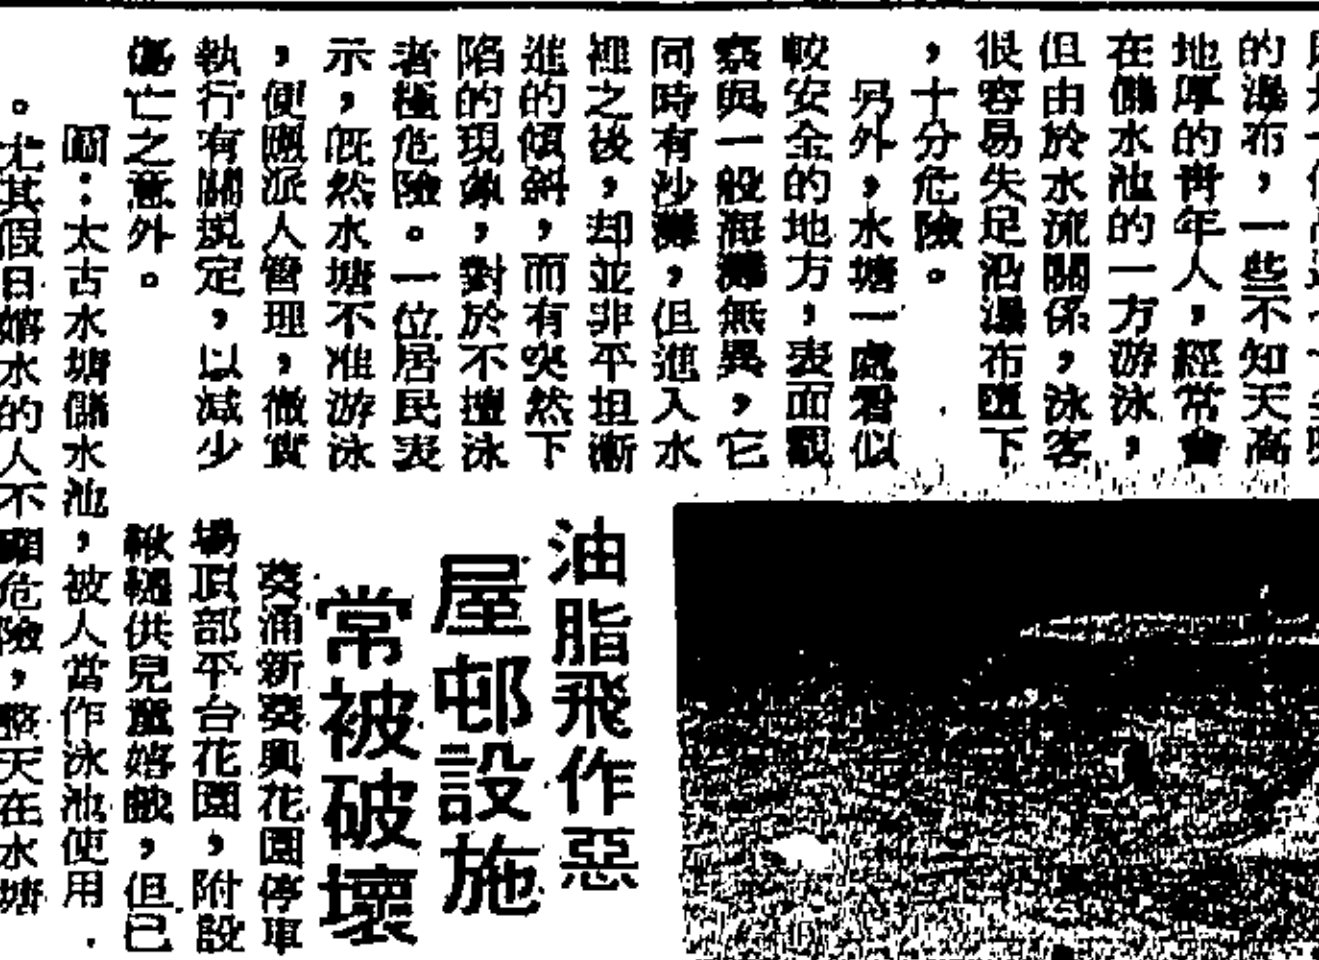 的瀑布，一些不知天高
地厚的青年人，經常會
在儲水池的一方游泳，
但由於水流關係，泳客
很容易失足沿瀑布墮下
，十分危險。
另外，水塘一處看似
較安全的地方，表面觀
察與一般海灘無異，它
同時有沙灘，但進入水
裡之後，却並非平坦漸
進的傾斜，而有突然下
陷的現象，對於不擅泳
者極危險。一位居民表
示，既然水塘不准游泳
，便應派人管理，徹實
執行有關規定，以減少
傷亡之意外。
圖：太古水塘儲水池，被人當作泳池使用
。尤其假日嬉水的人不顧危險，整天在水塘
油脂飛作惡
屋邨設施
常被破壞
葵涌新葵興花園停車
場頂部平台花園，附設
鞦韆供兒童嬉戲，但已